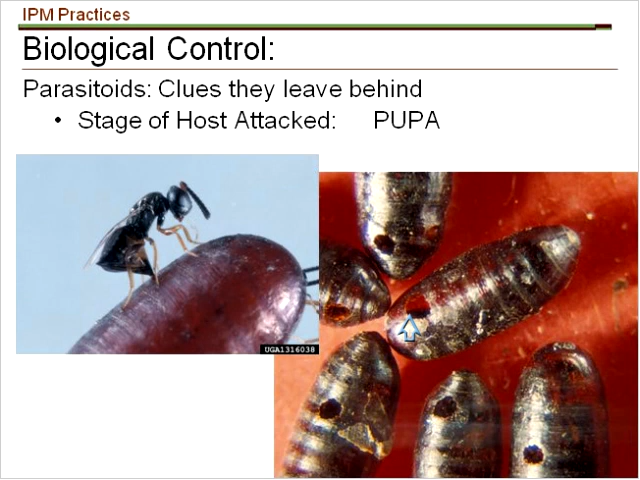 IPM Practices
Biological Control:
Parasitoids: Clues they leave behind
• Stage of Host Attacked: PUPA
UGA1316038